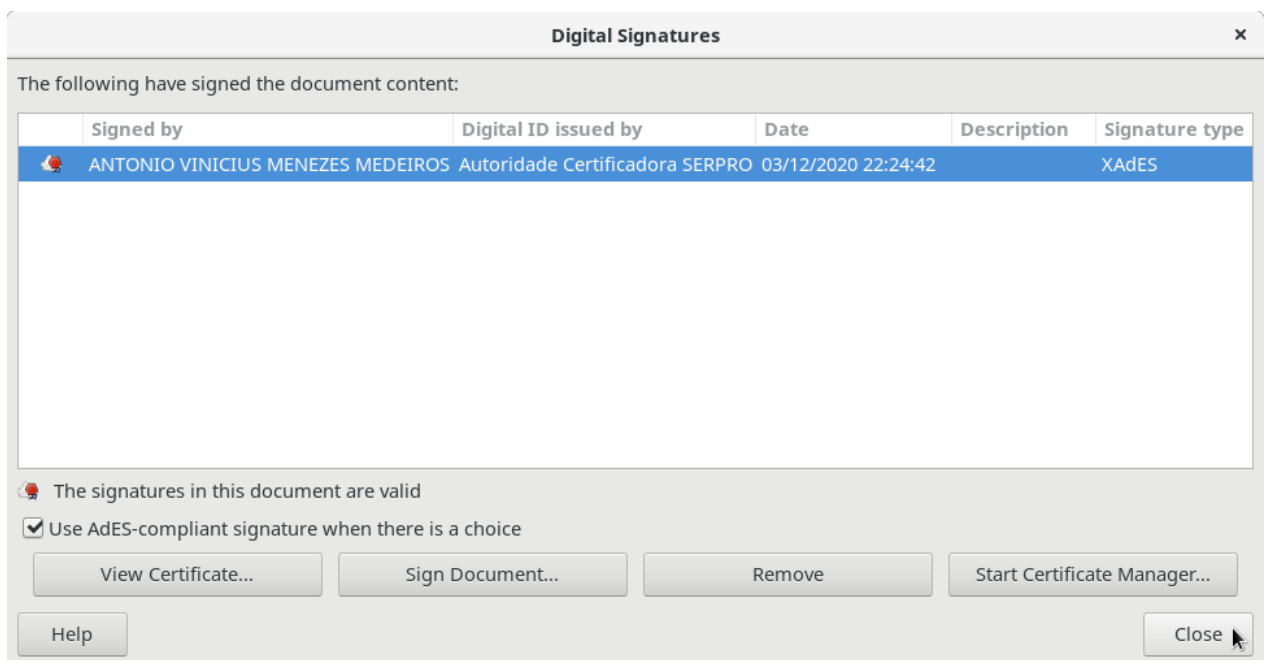 Digital Signatures
The following have signed the document content:
Signed by Digital ID issued by Date Description Signature type
ANTONIO VINICIUS MENEZES MEDEIROS Autoridade Certificadora SERPRO 03/12/2020 22:24:42 XAdES
The signatures in this document are valid
Use AdES-compliant signature when there is a choice
View Certificate... Sign Document... Remove Start Certificate Manager...
Help Close